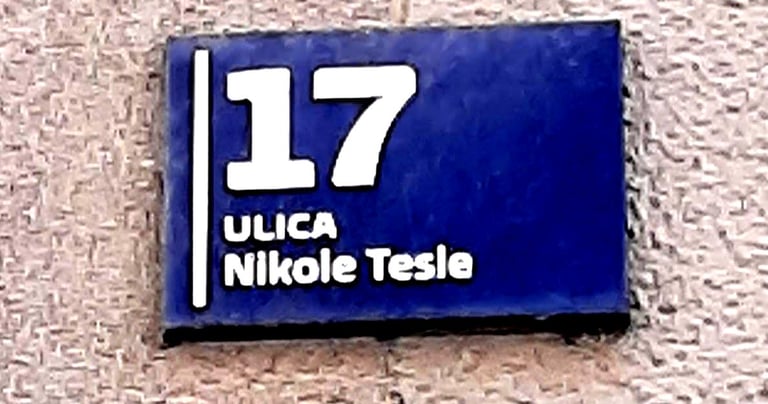 17
ULICA
Nikole Tesle